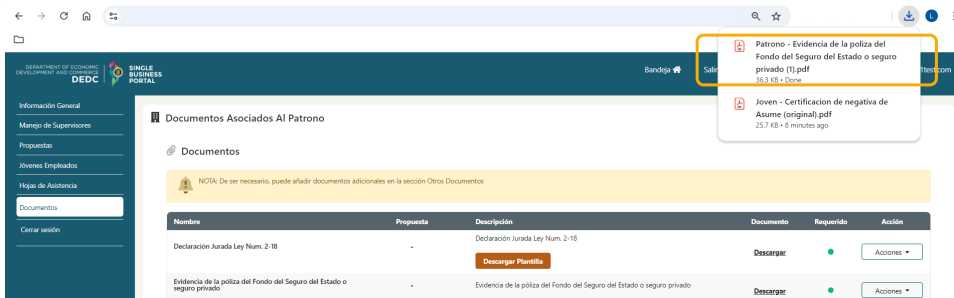 Patrono - Evidencia de la poliza del
Fondo del Seguro del Estado o seguro
privado (1).pdf
36.3 KB • Done
Joven - Certificacion de negativa de
Asume (original).pdf
25.7 KB • 8 minutes ago
DEPARTMENT OF ECONOMIC
DEVELOPMENT AND COMMERCE
DEDC
SINGLE
BUSINESS
PORTAL
Bandeja
L
Información General
Manejo de Supervisores
Propuestas
Jóvenes Empleados
Hojas de Asistencia
Documentos
Cerrar sesión
Documentos Asociados Al Patrono
Documentos
NOTA: De ser necesario, puede añadir documentos adicionales en la sección Otros Documentos
Nombre Propuesta Descripción Documento Requerido Acción
Declaración Jurada Ley Num. 2-18 - Declaración Jurada Ley Num. 2-18 Descargar Acciones
Descargar Plantilla
Evidencia de la póliza del Fondo del Seguro del Estado o
seguro privado - Evidencia de la póliza del Fondo del Seguro del Estado o seguro privado Descargar Acciones